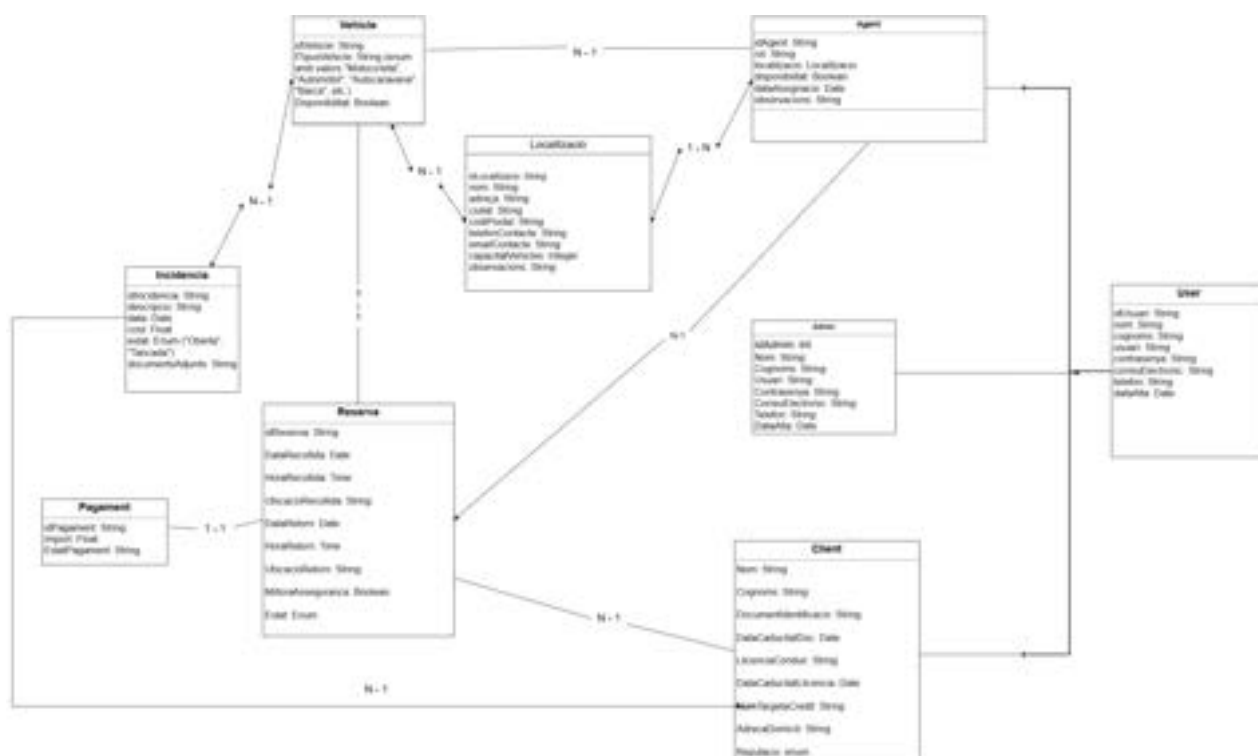 Vehicle
idVehicle: String
TipusVehicle: String (enum
amb valors "Motocicleta",
"Automòbil", "Autocaravana"
"Barca", etc.)
Disponibilitat: Boolean
N - 1
Agent
idAgent: String
rol: String
localitzacio: Localitzacio
disponibilitat: Boolean
dataAssignacio: Date
observacions: String
Localització
idLocalitzacio: String
nom: String
adreça: String
ciutat: String
codiPostal: String
telefonContacte: String
emailContacte: String
capacitatVehicles: Integer
observacions: String
N - 1
1 - N
N - 1
Incidencia
idIncidencia: String
descripcio: String
data: Date
cost: Float
estat: Enum ("Oberta",
"Tancada")
documentsAdjunts: String
N-1
Admin
Nom: String
Cognoms: String
Usuari: String
Contrasenya: String
CorreuElectronic: String
Telefon: String
DataAlta: Date
User
idUsuari: String
nom: String
cognoms: String
usuari: String
contrasenya: String
correuElectronic: String
telefon: String
dataAlta: Date
Reserva
idReserva: String
DataRecollida: Date
HoraRecollida: Time
UbicacioRecollida: String
DataRetorn: Date
HoraRetorn: Time
UbicacioRetorn: String
MilloraAsseguranca: Boolean
Estat: Enum
Pagament
idPagament: String
Import: Float
EstatPagament: String
1 - 1
N - 1
Client
Nom: String
Cognoms: String
DocumentIdentificacio: String
DataCaducitatDoc: Date
LlicenciaConduir: String
DataCaducitatLlicencia: Date
NumTargetaCredit: String
AdrecaDomicili: String
Reputacio: enum
N - 1